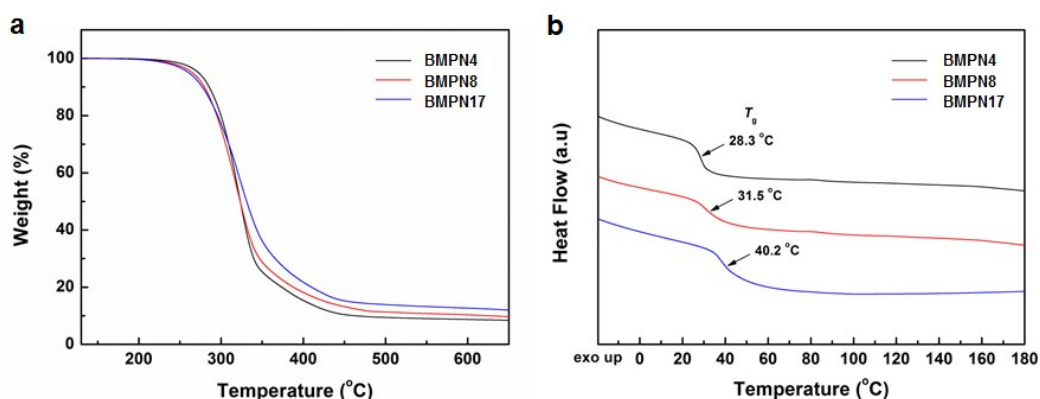 a
100
80
60
40
20
0
Weight (%)
BMPN4
BMPN8
BMPN17
200 300 400 500 600
Temperature (°C)
b
Heat Flow (a.u)
BMPN4
BMPN8
BMPN17
Tg
28.3 °C
31.5 °C
40.2 °C
exo up 0 20 40 60 80 100 120 140 160 180
Temperature (°C)